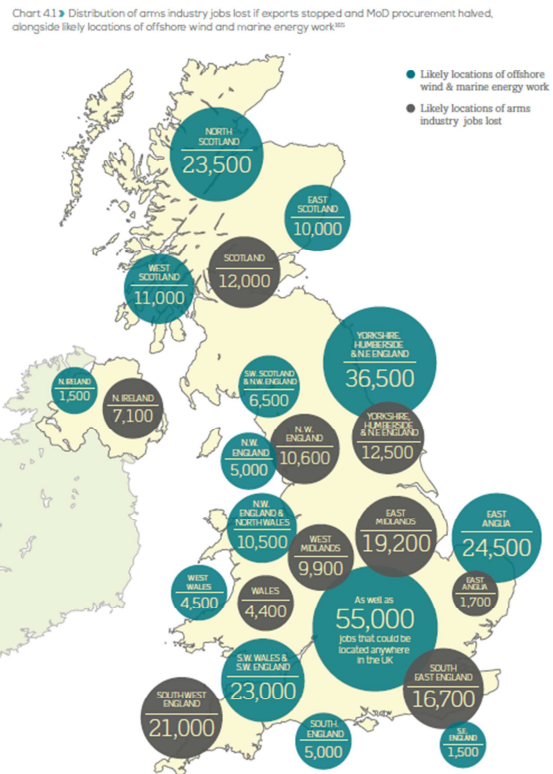 Chart 4.1 › Distribution of arms industry jobs lost if exports stopped and MoD procurement halved,
alongside likely locations of offshore wind and marine energy work
Likely locations of offshore
wind & marine energy work
Likely locations of arms
industry jobs lost
NORTH
SCOTLAND
23,500
EAST
SCOTLAND
10,000
SCOTLAND
12,000
WEST
SCOTLAND
11,000
YORKSHIRE,
HUMBERSIDE
& N.E ENGLAND
36,500
N.IRELAND
1,500
N. IRELAND
7,100
S.W. SCOTLAND
& N.W. ENGLAND
6,500
YORKSHIRE,
HUMBERSIDE
& N.E ENGLAND
12,500
N. W.
ENGLAND
10,600
N.W.
ENGLAND
5,000
N.W.
ENGLAND &
NORTH WALES
10,500
EAST
MIDLANDS
19,200
EAST
ANGLIA
24,500
WEST
MIDLANDS
9,900
WEST
WALES
4,500
WALES
4,400
EAST
ANGLIA
1,700
As well as
55,000
jobs that could be
located anywhere
in the UK
S.W. WALES &
S.W. ENGLAND
23,000
SOUTH
EAST ENGLAND
16,700
SOUTH WEST
ENGLAND
21,000
SOUTH.
ENGLAND
5,000
S.E.
ENGLAND
1,500